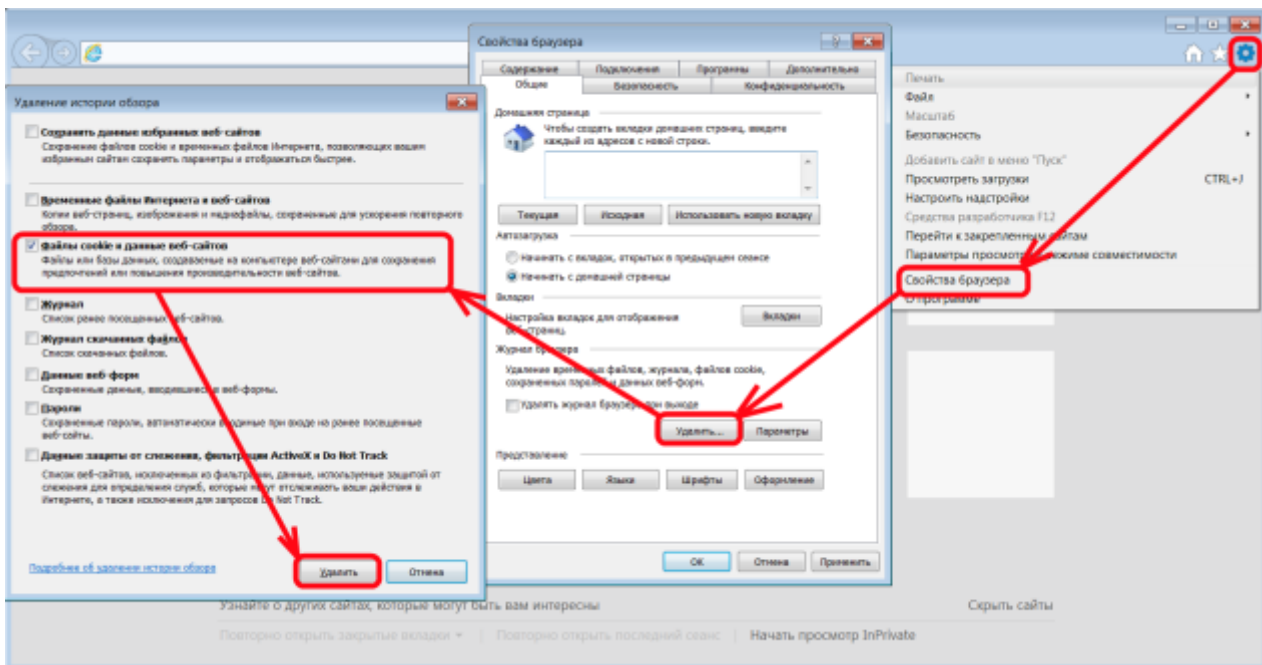 Удаление истории обзора
Сохранить данные избранных веб-сайтов
Сохранение файлов cookie и временных файлов Интернета, позволяющих вашим
избранным сайтам сохранить параметры и отображаться быстрее.
Временные файлы Интернета и веб-сайтов
Копии веб-страниц, изображения и медиафайлы, сохраненные для ускорения повторного
обзора.
Файлы cookie и данные веб-сайтов
Файлы или базы данных, создаваемые на компьютере веб-сайтами для сохранения
предпочтений или повышения производительности веб-сайтов.
Журнал
Список ранее посещенных веб-сайтов.
Журнал скачанных файлов
Список скачанных файлов.
Данные веб-форм
Сохраненные данные, вводившиеся в веб-формы.
Пароли
Сохраненные пароли, автоматически вводимые при входе на ранее посещенные
веб-сайты.
Данные защиты от слежения, фильтрации ActiveX и Do Not Track
Список веб-сайтов, исключенных из фильтрации, данные, используемые защитой от
слежения для определения служб, которые могут отслеживать ваши действия в
Интернете, а также исключения для запросов Do Not Track.
Подробнее об удалении истории обзора
Удалить
Отмена
Свойства браузера
Содержание Подключения Программы Дополнительно
Общие Безопасность Конфиденциальность
Домашняя страница
Чтобы создать вкладки домашних страниц, введите
каждый из адресов с новой строки.
Текущая Исходная Использовать новую вкладку
Автозагрузка
Начинать с вкладок, открытых в предыдущем сеансе
Начинать с домашней страницы
Вкладки
Настройка вкладок для отображения
веб-страниц.
Вкладки
Журнал браузера
Удаление временных файлов, журнала, файлов cookie,
сохраненных паролей и данных веб-форм.
Удалять журнал браузера при выходе
Удалить... Параметры
Представление
Цвета Языки Шрифты Оформление
ОК Отмена Применить
Печать
Файл
Масштаб
Безопасность
Добавить сайт в меню "Пуск"
Просмотреть загрузки CTRL+J
Настроить надстройки
Средства разработчика F12
Перейти к закрепленным сайтам
Параметры просмотра в режиме совместимости
Свойства браузера
О программе
Узнайте о других сайтах, которые могут быть вам интересны
Скрыть сайты
Повторно открыть закрытые вкладки
Повторно открыть последний сеанс
Начать просмотр InPrivate